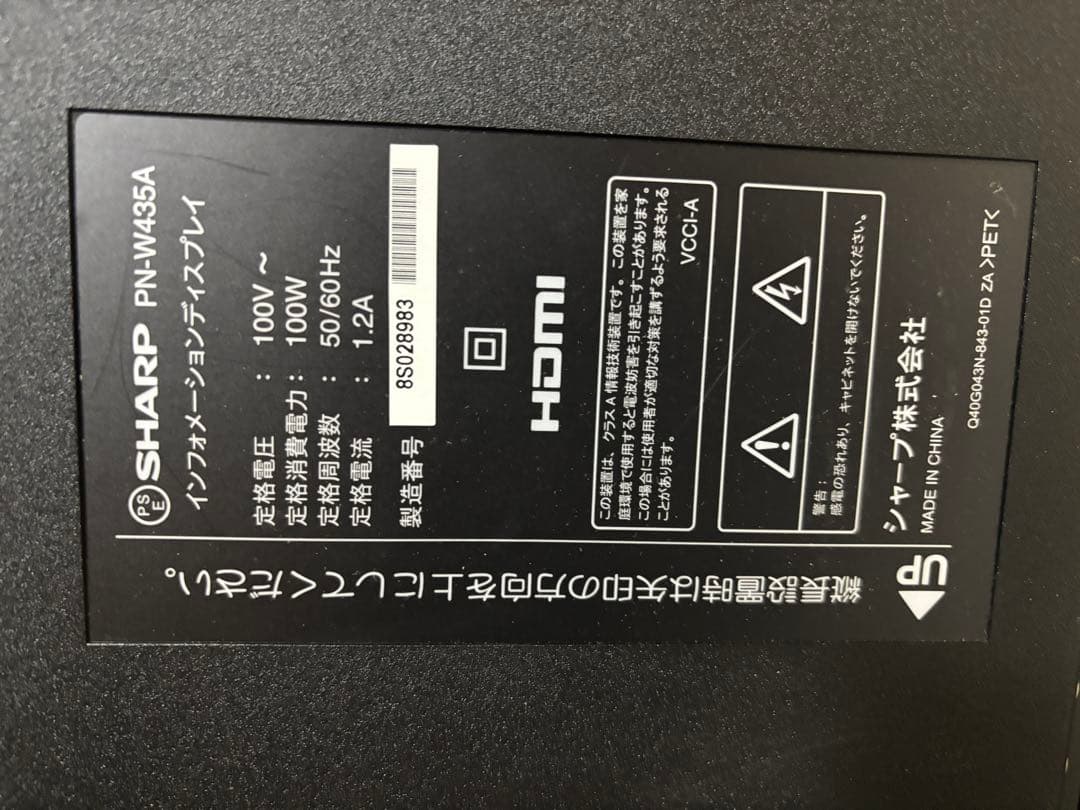 PSE SHARP PN-W435A
インフォメーションディスプレイ
定格電圧 : 100V ～
定格消費電力 : 100W
定格周波数 : 50/60Hz
定格電流 : 1.2A
製造番号 8S028983
HDMI
この装置は、クラスA情報技術装置です。この装置を家
庭環境で使用すると電波妨害を引き起こすことがあります。
この場合には使用者が適切な対策を講ずるよう要求される
ことがあります。
VCCI-A
警告：
感電の恐れあり、キャビネットを開けないでください。
シャープ株式会社
MADE IN CHINA
Q40G043N-843-01D ZA >PET<
縦長設置時は矢印の方向を上にしてください。
UP